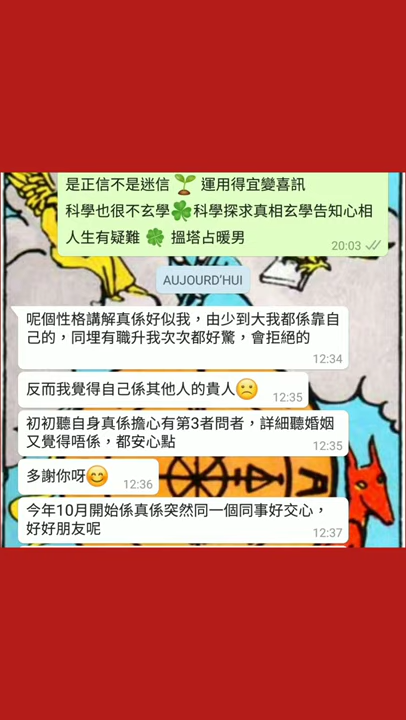 是正信不是迷信🌱 運用得宜變喜訊
科學也很不玄學☘️科學探求真相玄學告知心相
人生有疑難 🍀 搵塔占暖男
20:03
AUJOURD'HUI
呢個性格講解真係好似我，由少到大我都係靠自
己的，同埋有職升我次次都好驚，會拒絕的
12:34
反而我覺得自己係其他人的貴人🙁
12:35
初初聽自身真係擔心有第3者問者，詳細聽婚姻
又覺得唔係，都安心點
12:35
多謝你呀😊
12:36
今年10月開始係真係突然同一個同事好交心，
好好朋友呢
12:37
A